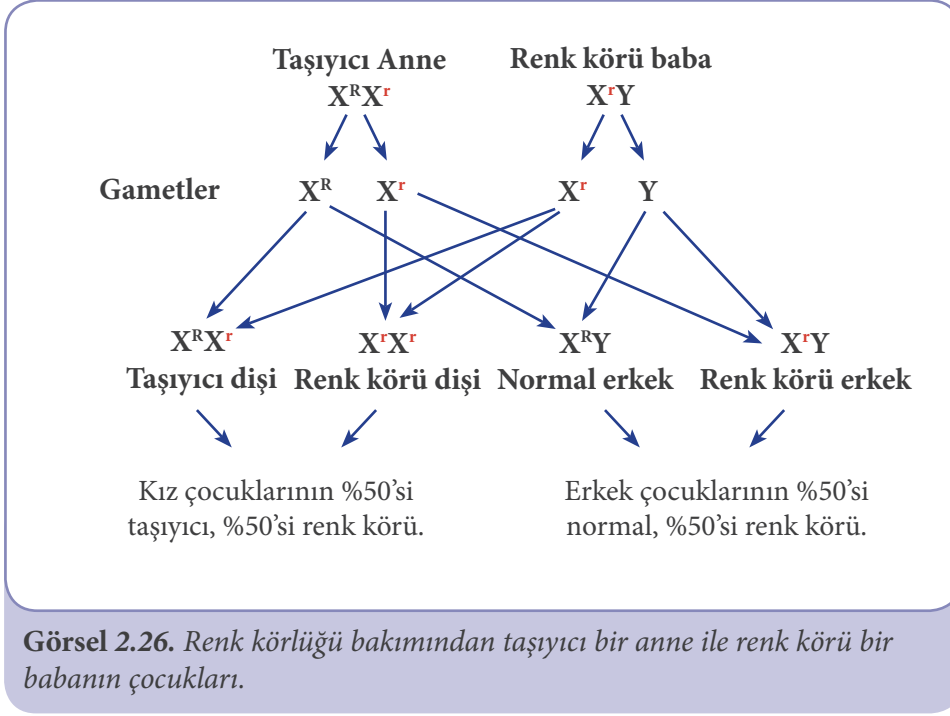 Taşıyıcı Anne Renk körü baba
XᴿXʳ XʳY
Gametler Xᴿ Xʳ Xʳ Y
XᴿXʳ XʳXʳ XᴿY XʳY
Taşıyıcı dişi Renk körü dişi Normal erkek Renk körü erkek
Kız çocuklarının %50’si
taşıyıcı, %50’si renk körü.
Erkek çocuklarının %50’si
normal, %50’si renk körü.
Görsel 2.26. Renk körlüğü bakımından taşıyıcı bir anne ile renk körü bir
babanın çocukları.